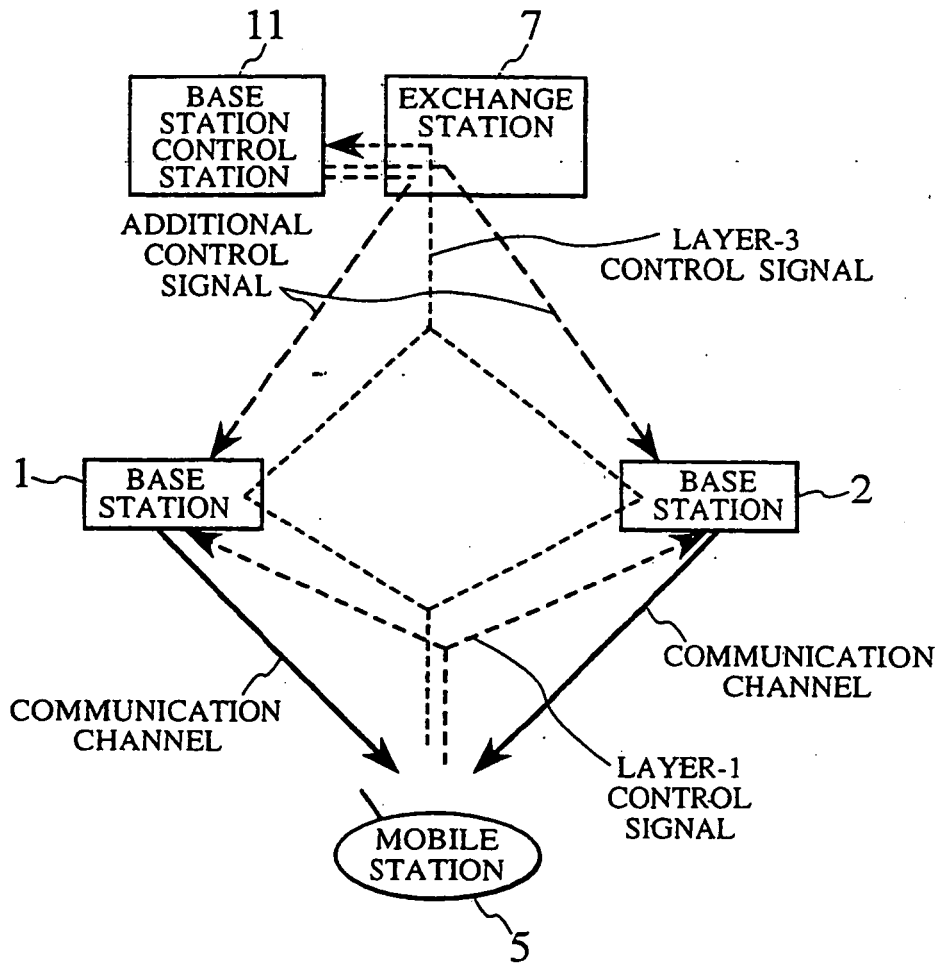 11
7
BASE
STATION
CONTROL
STATION
EXCHANGE
STATION
ADDITIONAL
CONTROL
SIGNAL
LAYER-3
CONTROL SIGNAL
1
BASE
STATION
BASE
STATION
2
COMMUNICATION
CHANNEL
COMMUNICATION
CHANNEL
LAYER-1
CONTROL
SIGNAL
MOBILE
STATION
5